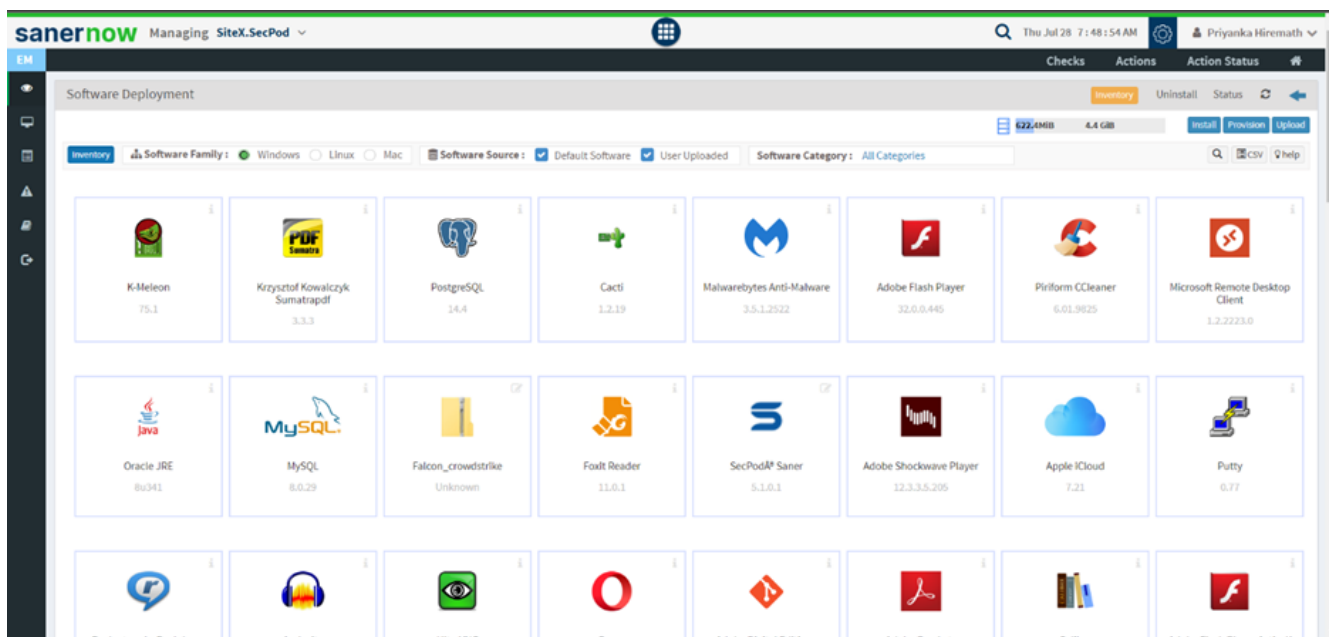 sanernow Managing SiteX.SecPod Thu Jul 28 7:48:54 AM Priyanka Hiremath
EM Checks Actions Action Status
Software Deployment Inventory Uninstall Status
622.4MiB 4.4 GiB Install Provision Upload
Inventory Software Family: Windows Linux Mac Software Source: Default Software User Uploaded Software Category: All Categories CSV help
K-Meleon
75.1
PDF
Sumatra
Krzysztof Kowalczyk
Sumatrapdf
3.3.3
PostgreSQL
14.4
Cacti
1.2.19
Malwarebytes Anti-Malware
3.5.1.2522
Adobe Flash Player
32.0.0.445
Piriform CCleaner
6.01.9825
Microsoft Remote Desktop
Client
1.2.2223.0
Java
Oracle JRE
8u341
MySQL
MySQL
8.0.29
Falcon_crowdstrike
Unknown
Foxit Reader
11.0.1
SecPodÂ® Saner
5.1.0.1
Adobe Shockwave Player
12.3.3.5.205
Apple iCloud
7.21
Putty
0.77